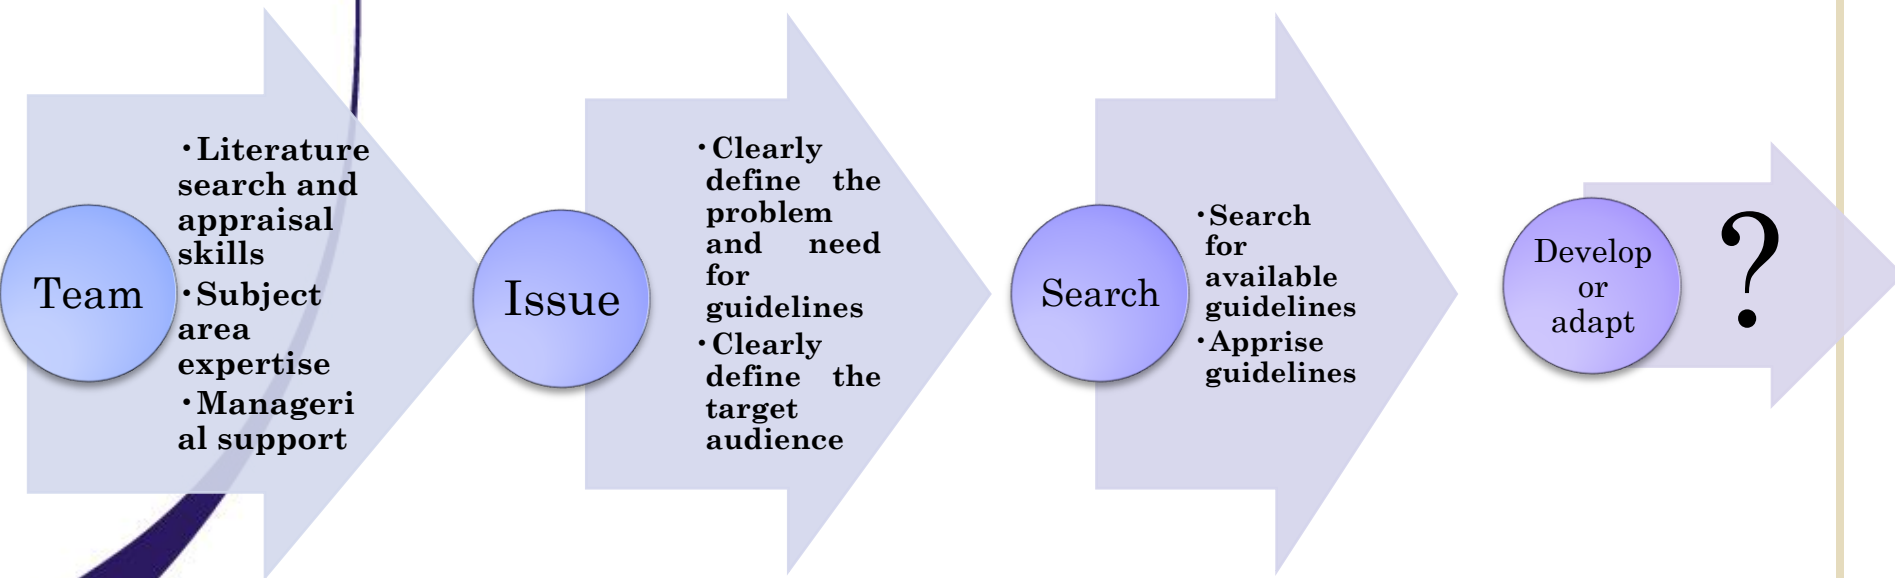 Team
·Literature
search and
appraisal
skills
·Subject
area
expertise
·Manageri
al support
Issue
·Clearly
define the
problem
and need
for
guidelines
·Clearly
define the
target
audience
Search
·Search
for
available
guidelines
·Apprise
guidelines
Develop
or
adapt
?